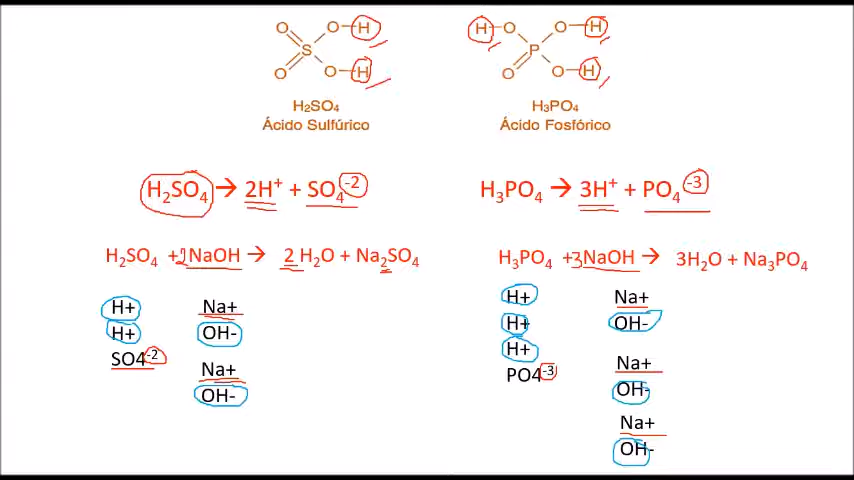 O O—H H—O O—H
S P
O O—H O O—H
H₂SO₄ H₃PO₄
Ácido Sulfúrico Ácido Fosfórico
H₂SO₄ → 2H⁺ + SO₄⁻² H₃PO₄ → 3H⁺ + PO₄⁻³
H₂SO₄ + 2NaOH → 2 H₂O + Na₂SO₄ H₃PO₄ + 3NaOH → 3H₂O + Na₃PO₄
H+ Na+ H+ Na+
H+ OH- H+ OH-
SO4⁻² H+
Na+ PO4⁻³ Na+
OH- OH-
Na+
OH-